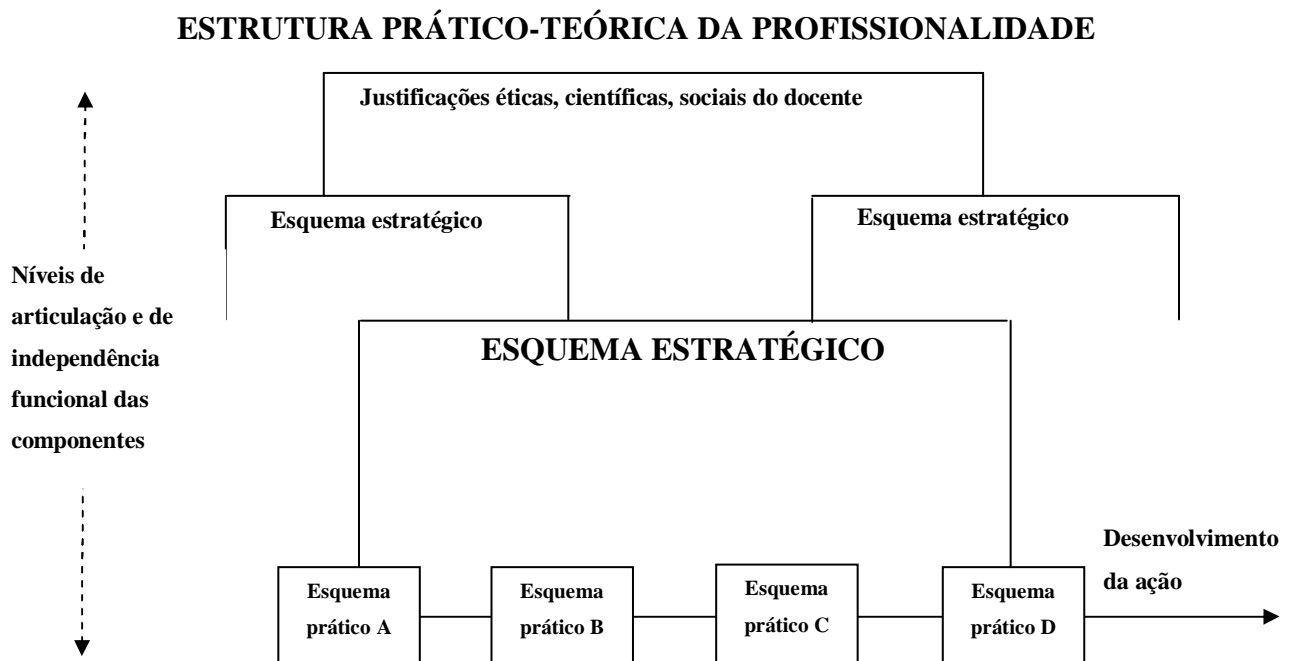 ESTRUTURA PRÁTICO-TEÓRICA DA PROFISSIONALIDADE
Justificações éticas, científicas, sociais do docente
Esquema estratégico
Esquema estratégico
Níveis de
articulação e de
independência
funcional das
componentes
ESQUEMA ESTRATÉGICO
Desenvolvimento
da ação
Esquema
prático A
Esquema
prático B
Esquema
prático C
Esquema
prático D